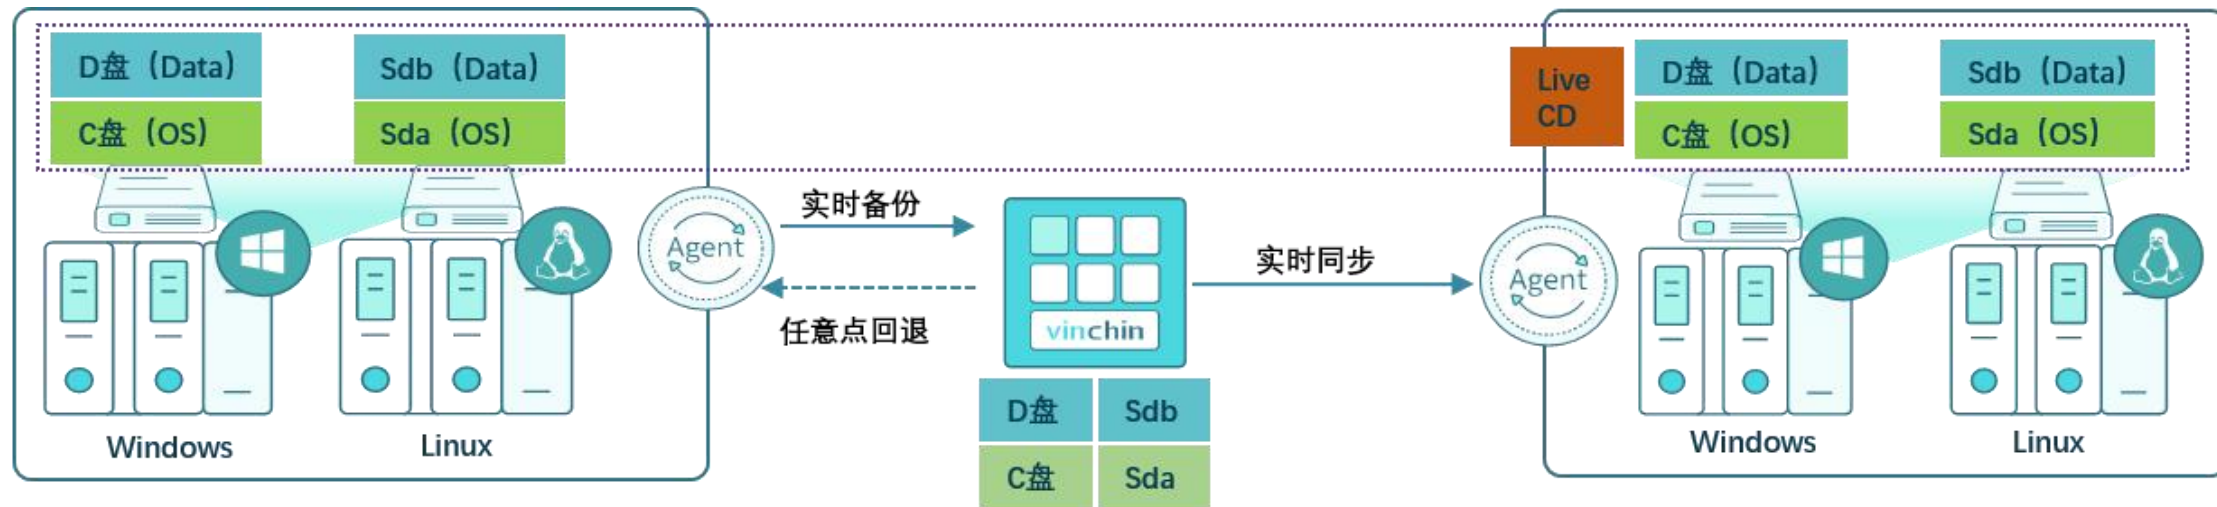 D盘（Data）
Sdb（Data）
C盘（OS）
Sda（OS）
Agent
Windows
Linux
实时备份
任意点回退
vinchin
D盘
Sdb
C盘
Sda
实时同步
Live
CD
D盘（Data）
Sdb（Data）
C盘（OS）
Sda（OS）
Agent
Windows
Linux